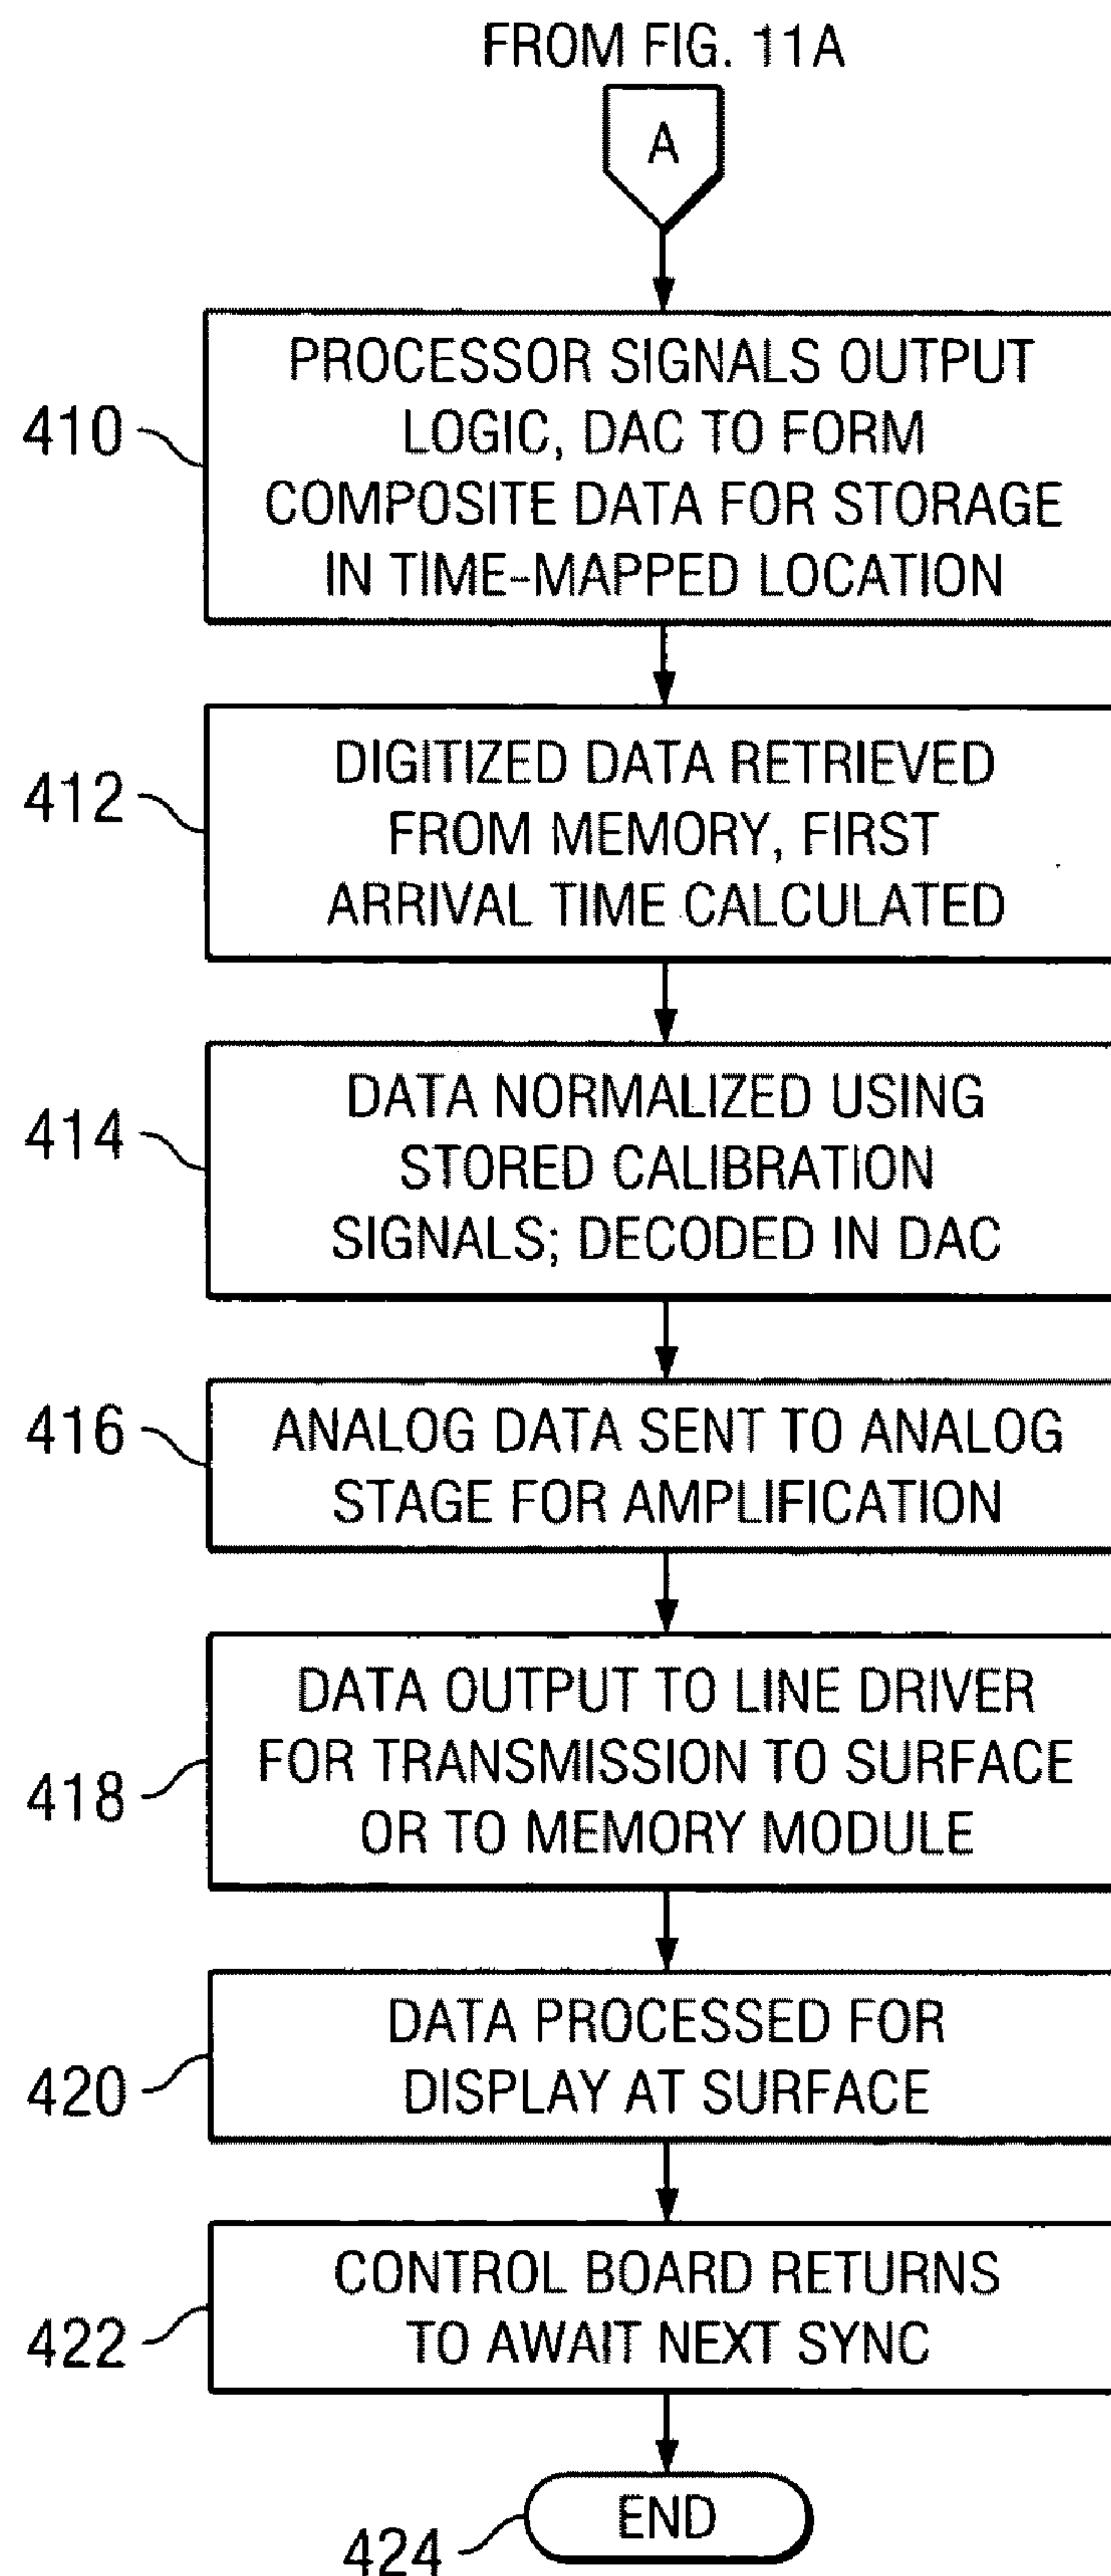 FROM FIG. 11A
A
410
PROCESSOR SIGNALS OUTPUT
LOGIC, DAC TO FORM
COMPOSITE DATA FOR STORAGE
IN TIME-MAPPED LOCATION
412
DIGITIZED DATA RETRIEVED
FROM MEMORY, FIRST
ARRIVAL TIME CALCULATED
414
DATA NORMALIZED USING
STORED CALIBRATION
SIGNALS; DECODED IN DAC
416
ANALOG DATA SENT TO ANALOG
STAGE FOR AMPLIFICATION
418
DATA OUTPUT TO LINE DRIVER
FOR TRANSMISSION TO SURFACE
OR TO MEMORY MODULE
420
DATA PROCESSED FOR
DISPLAY AT SURFACE
422
CONTROL BOARD RETURNS
TO AWAIT NEXT SYNC
424
END